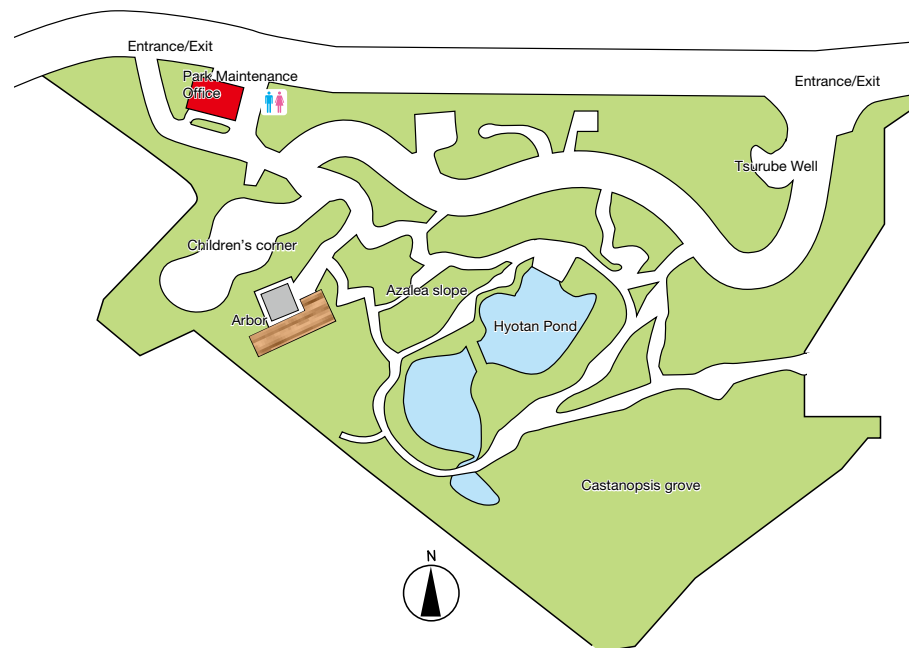 Entrance/Exit
Park Maintenance
Office
Entrance/Exit
Tsurube Well
Children's corner
Azalea slope
Arbor
Hyotan Pond
Castanopsis grove
N